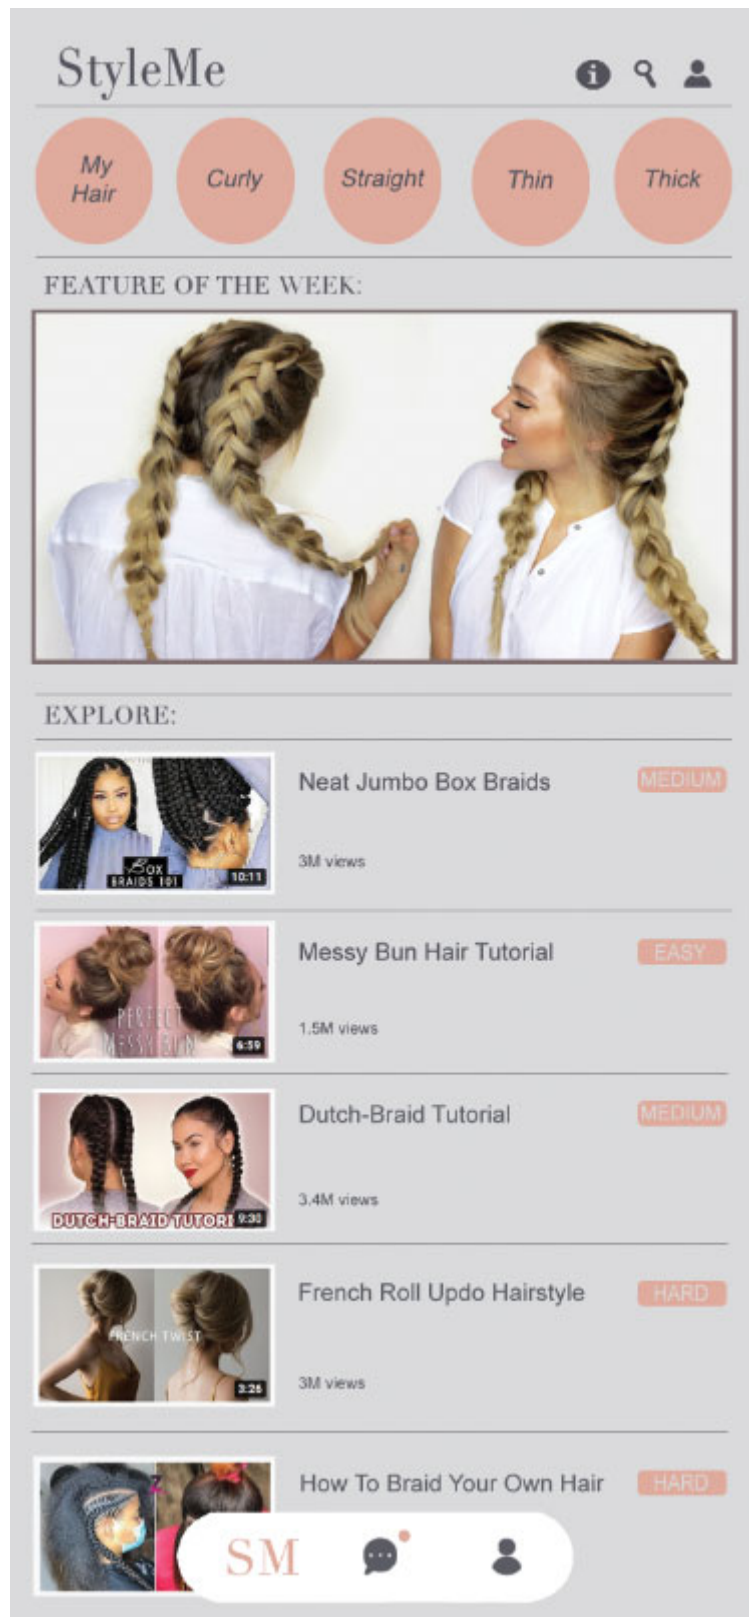 StyleMe
My
Hair
Curly
Straight
Thin
Thick
FEATURE OF THE WEEK:
EXPLORE:
Neat Jumbo Box Braids
MEDIUM
BOX
BRAIDS 101
10:11
3M views
Messy Bun Hair Tutorial
EASY
PERFECT
MESSY BUN
6:59
1.5M views
Dutch-Braid Tutorial
MEDIUM
DUTCH-BRAID TUTORI
9:30
3.4M views
French Roll Updo Hairstyle
HARD
FRENCH TWIST
3:26
3M views
How To Braid Your Own Hair
HARD
Z
SM